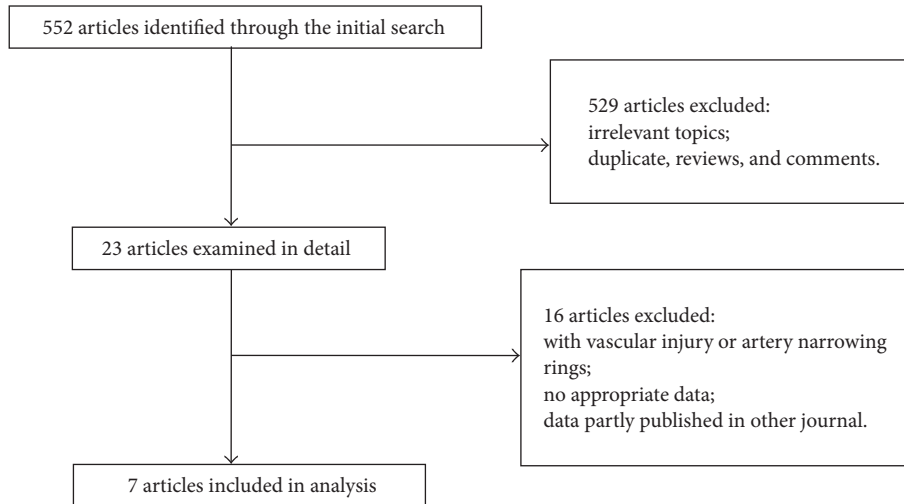 552 articles identified through the initial search
529 articles excluded:
irrelevant topics;
duplicate, reviews, and comments.
23 articles examined in detail
16 articles excluded:
with vascular injury or artery narrowing
rings;
no appropriate data;
data partly published in other journal.
7 articles included in analysis